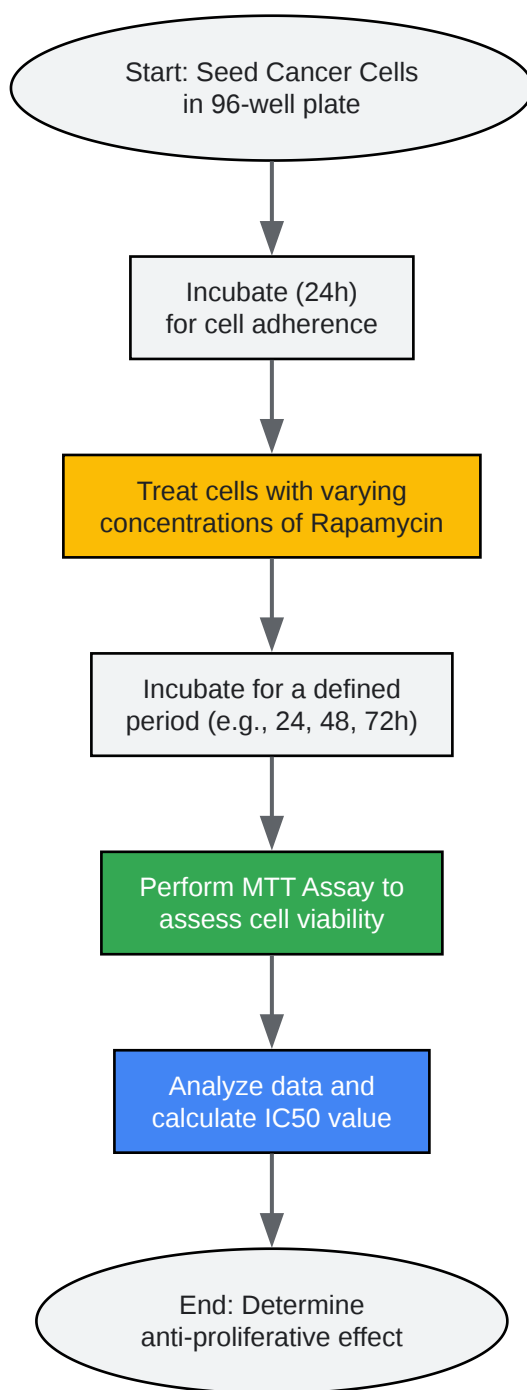 Start: Seed Cancer Cells
in 96-well plate
Incubate (24h)
for cell adherence
Treat cells with varying
concentrations of Rapamycin
Incubate for a defined
period (e.g., 24, 48, 72h)
Perform MTT Assay to
assess cell viability
Analyze data and
calculate IC50 value
End: Determine
anti-proliferative effect